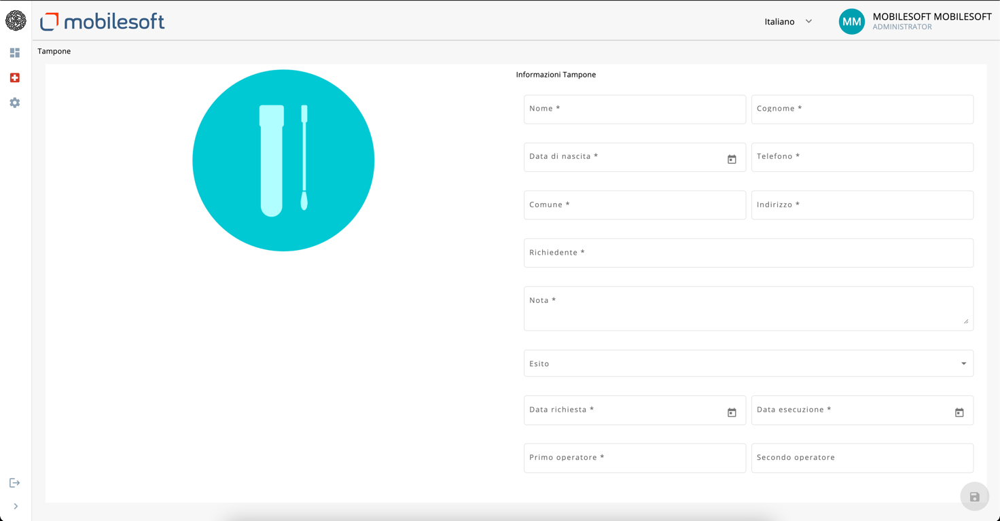 mobilesoft
Italiano
MM
MOBILESOFT MOBILESOFT
ADMINISTRATOR
Tampone
Informazioni Tampone
Nome *
Cognome *
Data di nascita *
Telefono *
Comune *
Indirizzo *
Richiedente *
Nota *
Esito
Data richiesta *
Data esecuzione *
Primo operatore *
Secondo operatore